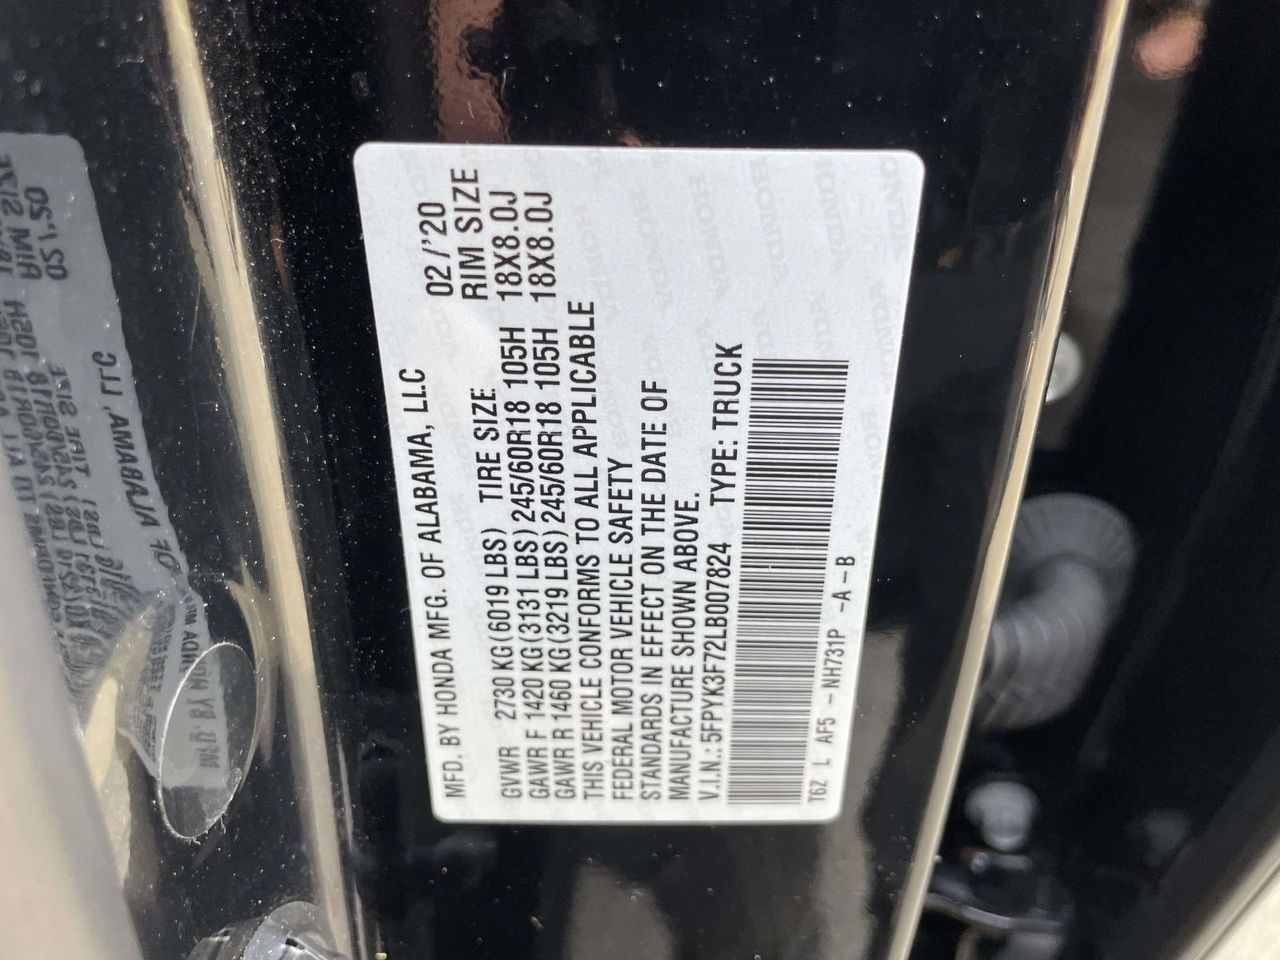 MFD. BY HONDA MFG. OF ALABAMA, LLC 02/'20
GVWR 2730 KG(6019 LBS) TIRE SIZE RIM SIZE
GAWR F 1420 KG(3131 LBS) 245/60R18 105H 18X8.0J
GAWR R 1460 KG(3219 LBS) 245/60R18 105H 18X8.0J
THIS VEHICLE CONFORMS TO ALL APPLICABLE
FEDERAL MOTOR VEHICLE SAFETY
STANDARDS IN EFFECT ON THE DATE OF
MANUFACTURE SHOWN ABOVE.
V.I.N.: 5FPYK3F72LB007824 TYPE: TRUCK
T6Z L AF5 -NH731P -A -B